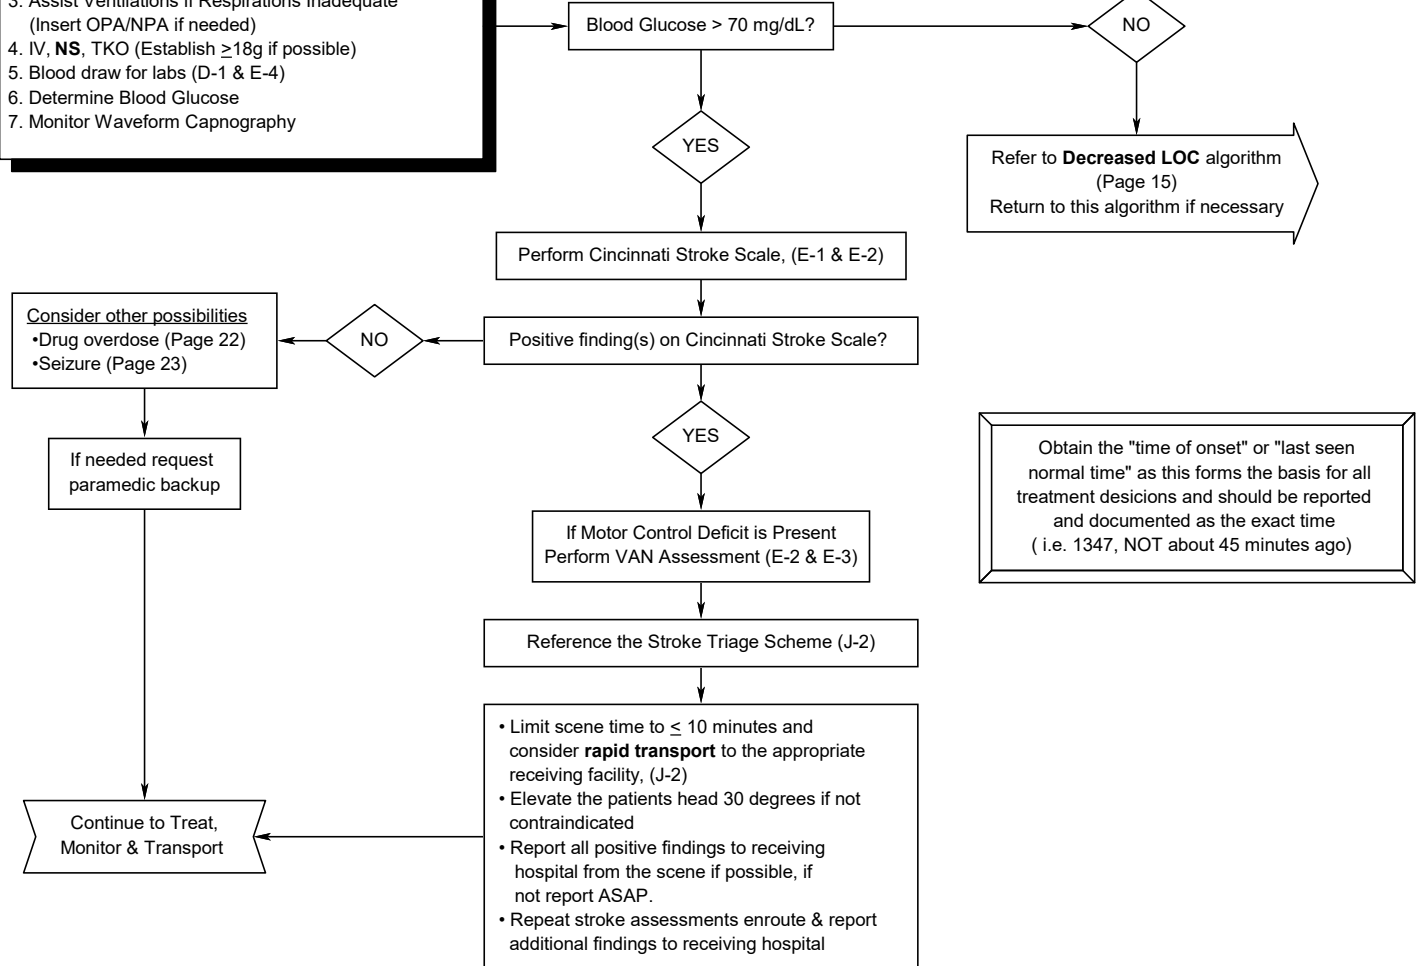 3. Assist Ventilations if Respirations Inadequate
(Insert OPA/NPA if needed)
4. IV, NS, TKO (Establish ≥18g if possible)
5. Blood draw for labs (D-1 & E-4)
6. Determine Blood Glucose
7. Monitor Waveform Capnography
Blood Glucose > 70 mg/dL?
NO
YES
Refer to Decreased LOC algorithm
(Page 15)
Return to this algorithm if necessary
Perform Cincinnati Stroke Scale, (E-1 & E-2)
Positive finding(s) on Cincinnati Stroke Scale?
NO
Consider other possibilities
•Drug overdose (Page 22)
•Seizure (Page 23)
YES
If needed request
paramedic backup
Obtain the "time of onset" or "last seen
normal time" as this forms the basis for all
treatment desicions and should be reported
and documented as the exact time
( i.e. 1347, NOT about 45 minutes ago)
If Motor Control Deficit is Present
Perform VAN Assessment (E-2 & E-3)
Reference the Stroke Triage Scheme (J-2)
• Limit scene time to ≤ 10 minutes and
consider rapid transport to the appropriate
receiving facility, (J-2)
• Elevate the patients head 30 degrees if not
contraindicated
• Report all positive findings to receiving
hospital from the scene if possible, if
not report ASAP.
• Repeat stroke assessments enroute & report
additional findings to receiving hospital
Continue to Treat,
Monitor & Transport